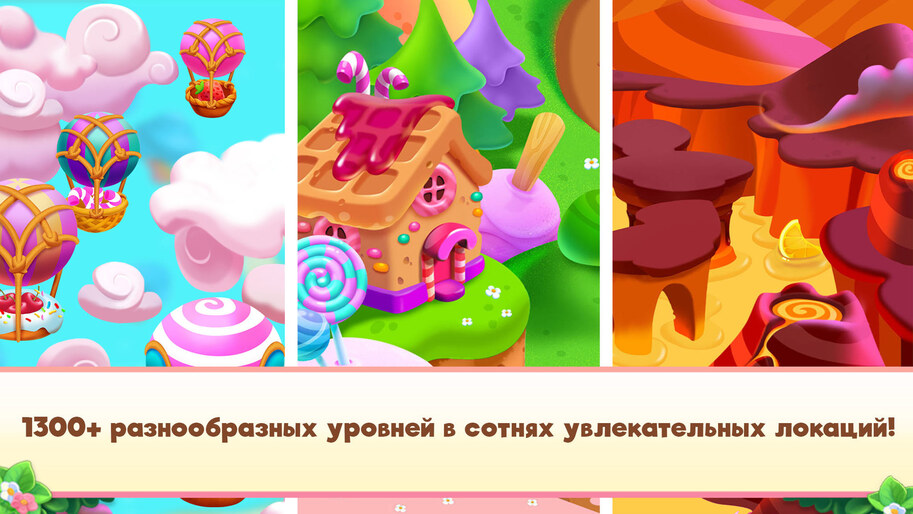 1300+ разнообразных уровней в сотнях увлекательных локаций!